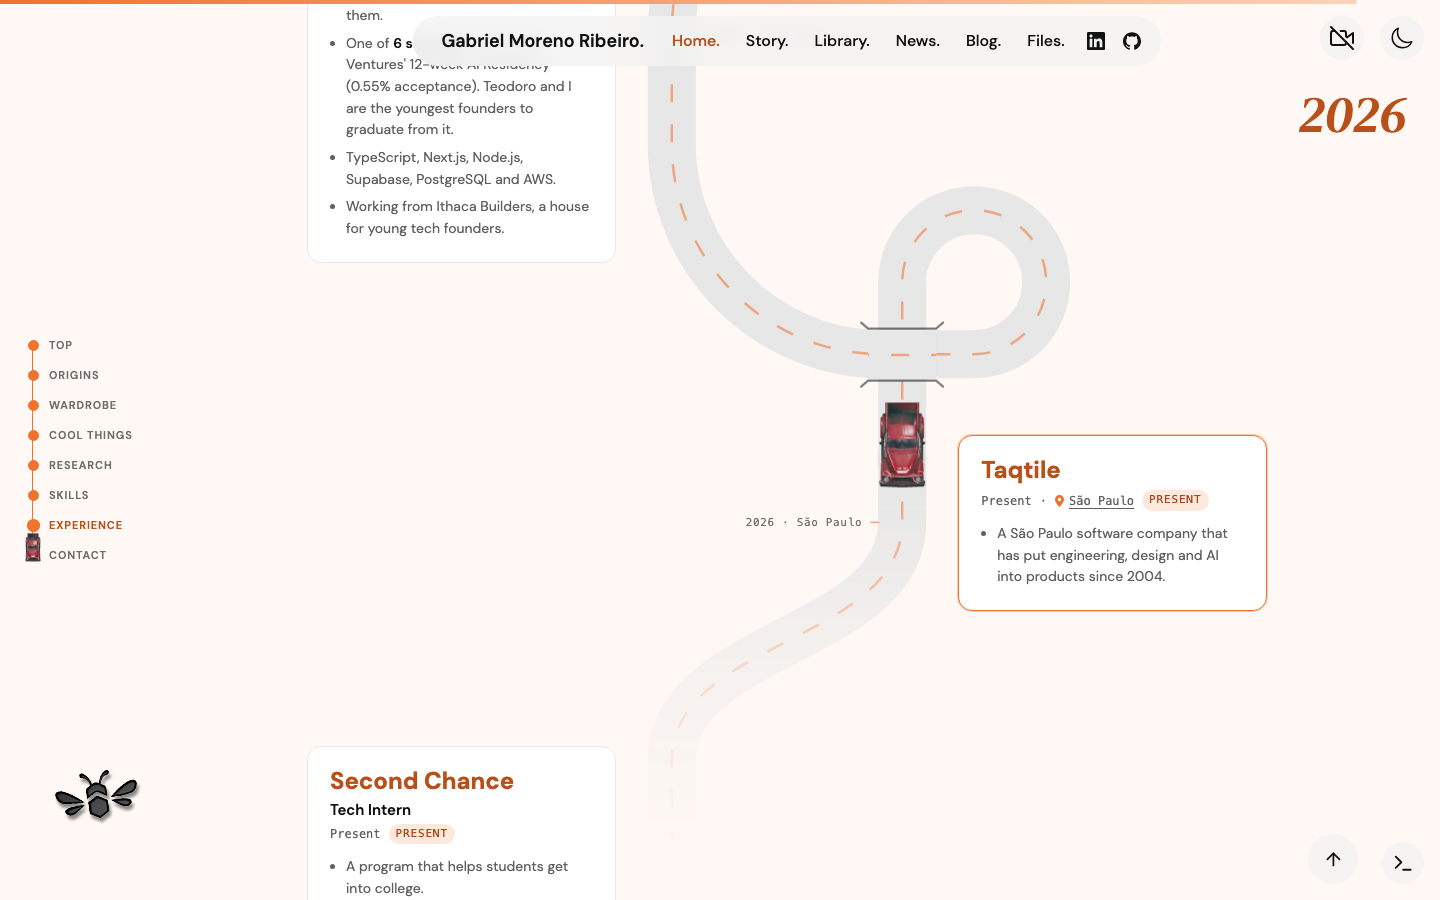 them.
Gabriel Moreno Ribeiro.
Home.
Story.
Library.
News.
Blog.
Files.
One of 6 s
Ventures' 12-week AI Residency
(0.55% acceptance). Teodoro and I
are the youngest founders to
graduate from it.
TypeScript, Next.js, Node.js,
Supabase, PostgreSQL and AWS.
Working from Ithaca Builders, a house
for young tech founders.
2026
TOP
ORIGINS
WARDROBE
COOL THINGS
RESEARCH
SKILLS
EXPERIENCE
CONTACT
Taqtile
Present · São Paulo PRESENT
A São Paulo software company that
has put engineering, design and AI
into products since 2004.
2026 · São Paulo
Second Chance
Tech Intern
Present PRESENT
A program that helps students get
into college.